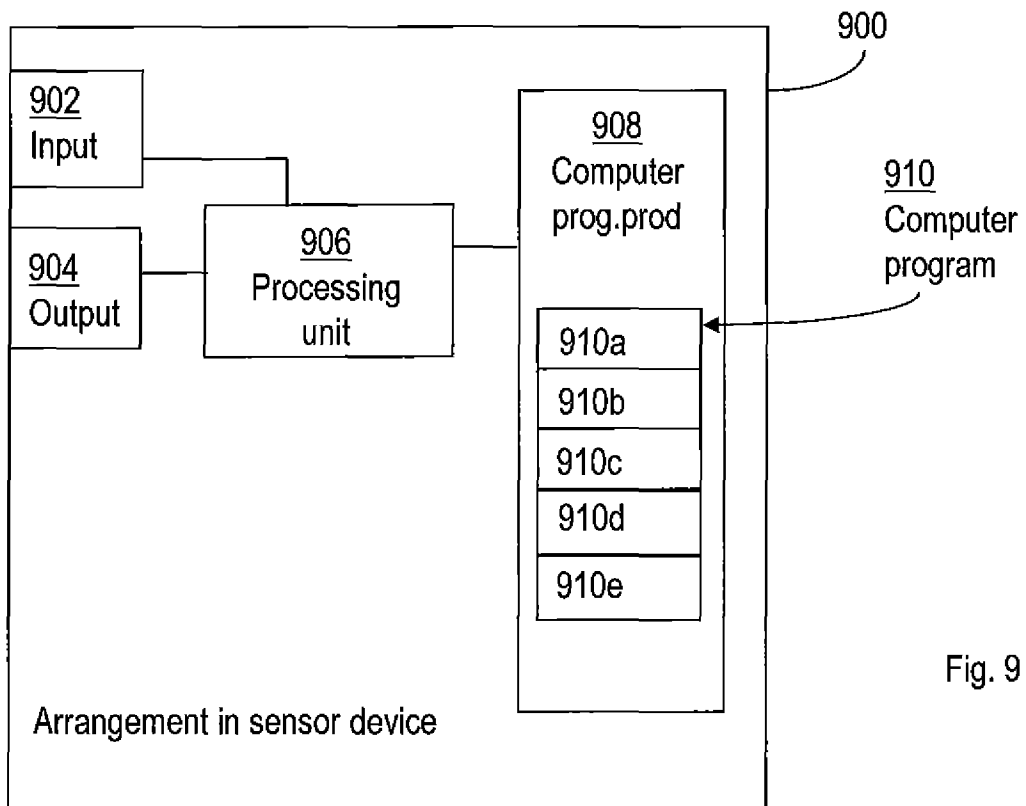 900
902
Input
904
Output
906
Processing
unit
908
Computer
prog.prod
910
Computer
program
910a
910b
910c
910d
910e
Arrangement in sensor device
Fig. 9